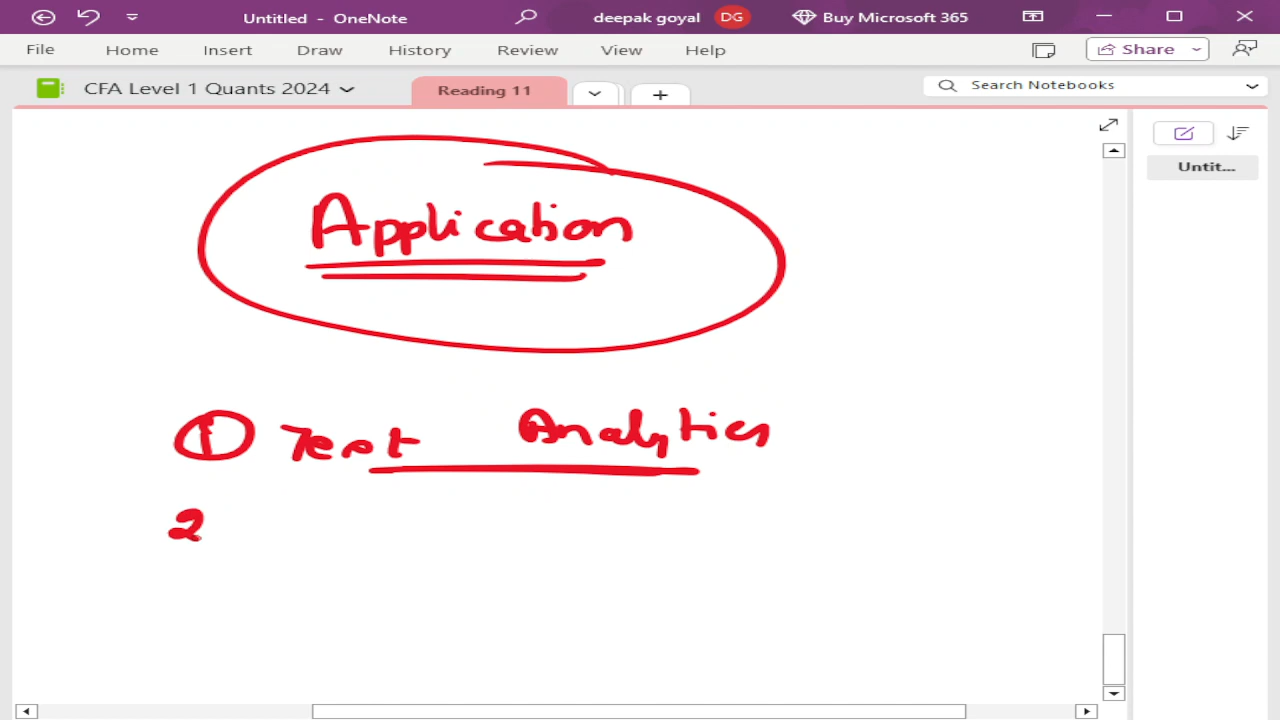 Untitled - OneNote
deepak goyal DG Buy Microsoft 365
File Home Insert Draw History Review View Help Share
CFA Level 1 Quants 2024 Reading 11 + Search Notebooks
Untit...
Application
① Text Analytics
2